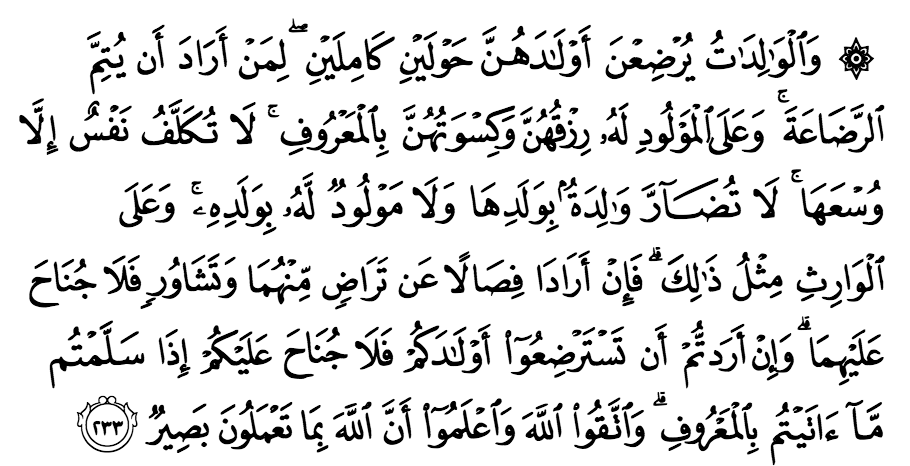 ۞ وَٱلْوَٰلِدَٰتُ يُرْضِعْنَ أَوْلَٰدَهُنَّ حَوْلَيْنِ كَامِلَيْنِ ۖ لِمَنْ أَرَادَ أَن يُتِمَّ
ٱلرَّضَاعَةَ ۚ وَعَلَى ٱلْمَوْلُودِ لَهُۥ رِزْقُهُنَّ وَكِسْوَتُهُنَّ بِٱلْمَعْرُوفِ ۚ لَا تُكَلَّفُ نَفْسٌ إِلَّا
وُسْعَهَا ۚ لَا تُضَآرَّ وَٰلِدَةٌۢ بِوَلَدِهَا وَلَا مَوْلُودٌ لَّهُۥ بِوَلَدِهِۦ ۚ وَعَلَى
ٱلْوَارِثِ مِثْلُ ذَٰلِكَ ۗ فَإِنْ أَرَادَا فِصَالًا عَن تَرَاضٍ مِّنْهُمَا وَتَشَاوُرٍ فَلَا جُنَاحَ
عَلَيْهِمَا ۗ وَإِنْ أَرَدتُّمْ أَن تَسْتَرْضِعُوٓا۟ أَوْلَٰدَكُمْ فَلَا جُنَاحَ عَلَيْكُمْ إِذَا سَلَّمْتُم
مَّآ ءَاتَيْتُم بِٱلْمَعْرُوفِ ۗ وَٱتَّقُوا۟ ٱللَّهَ وَٱعْلَمُوٓا۟ أَنَّ ٱللَّهَ بِمَا تَعْمَلُونَ بَصِيرٌ ٢٣٣